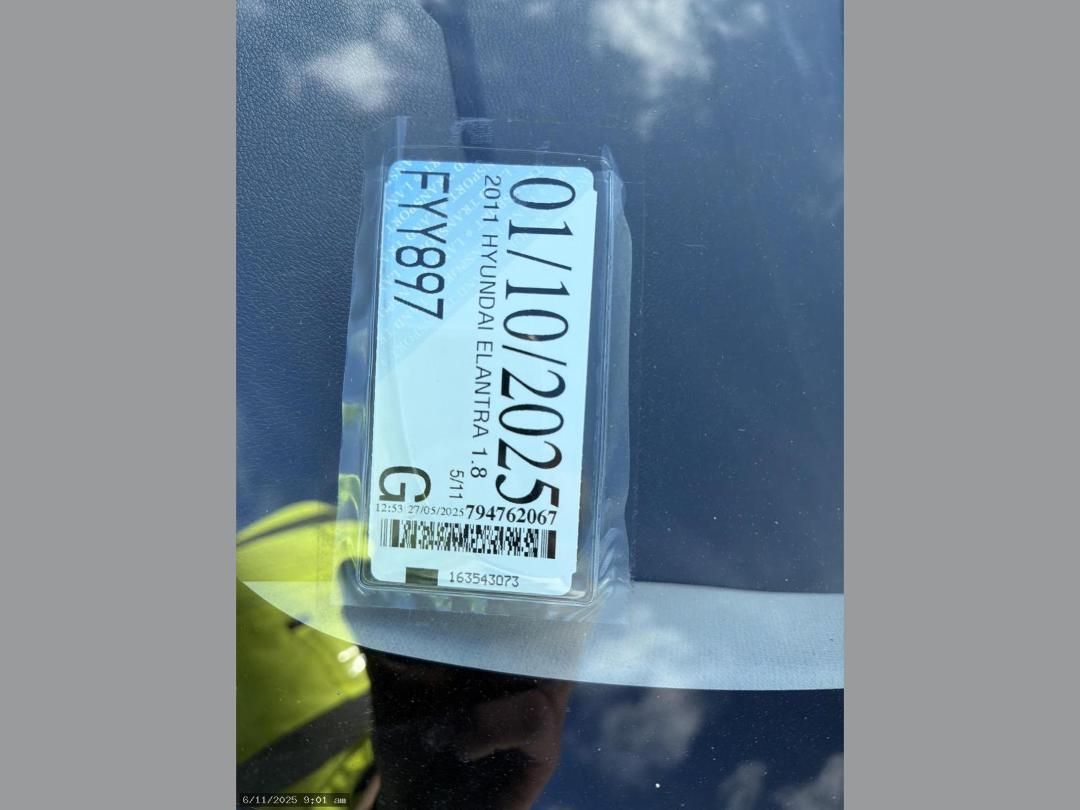 01/10/2025
2011 HYUNDAI ELANTRA 1.8
5/11
FYY897
G
12:53 27/05/2025 794762067
163543073
6/11/2025 9:01 am